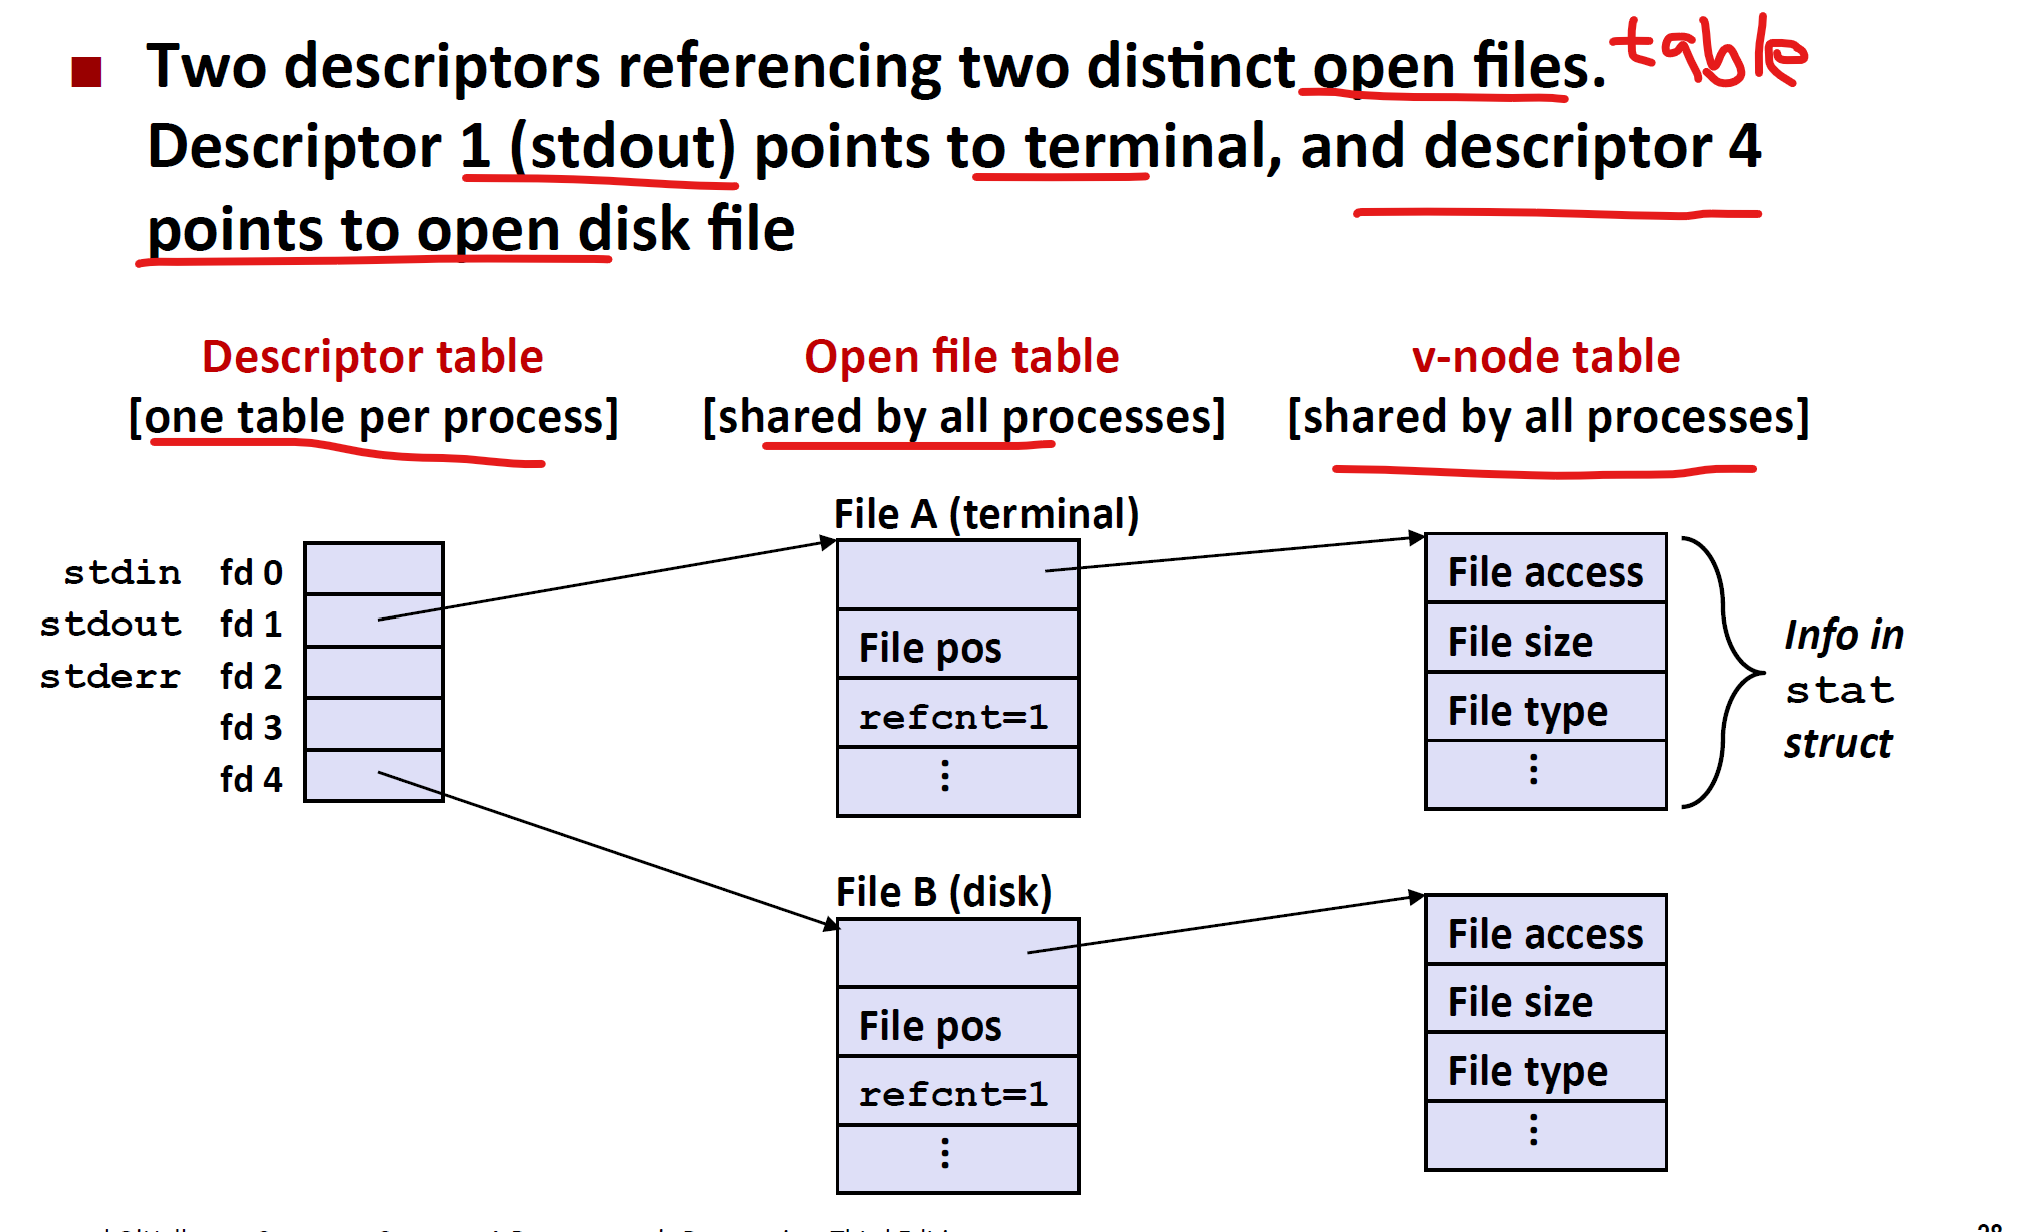 Two descriptors referencing two distinct open files. table
Descriptor 1 (stdout) points to terminal, and descriptor 4
points to open disk file
Descriptor table
[one table per process]
Open file table
[shared by all processes]
v-node table
[shared by all processes]
stdin fd 0
stdout fd 1
stderr fd 2
fd 3
fd 4
File A (terminal)
File pos
refcnt=1
⋮
File access
File size
File type
⋮
Info in
stat
struct
File B (disk)
File pos
refcnt=1
⋮
File access
File size
File type
⋮